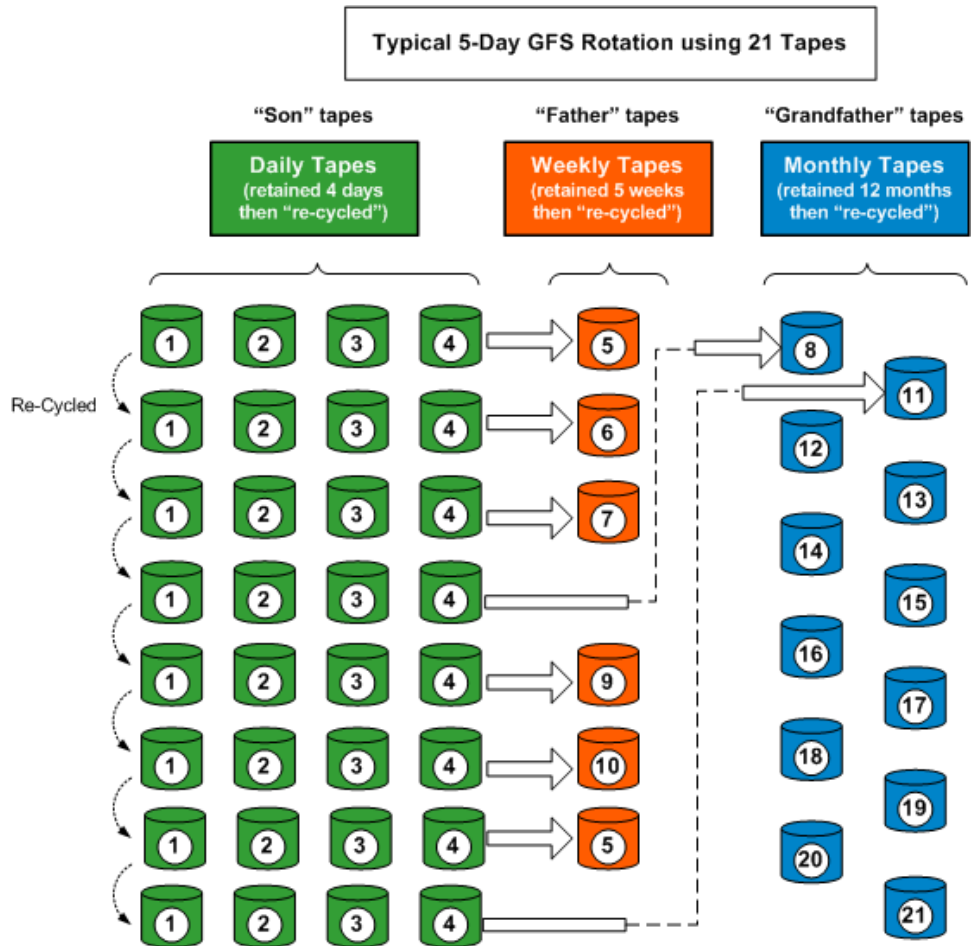 Typical 5-Day GFS Rotation using 21 Tapes
“Son” tapes
“Father” tapes
“Grandfather” tapes
Daily Tapes
(retained 4 days
then “re-cycled”)
Weekly Tapes
(retained 5 weeks
then “re-cycled”)
Monthly Tapes
(retained 12 months
then “re-cycled”)
1 2 3 4 5 8
11
Re-Cycled
1 2 3 4 6 12
1 2 3 4 7 13
14
1 2 3 4 15
16
1 2 3 4 9 17
1 2 3 4 10 18
19
1 2 3 4 5 20
1 2 3 4 21